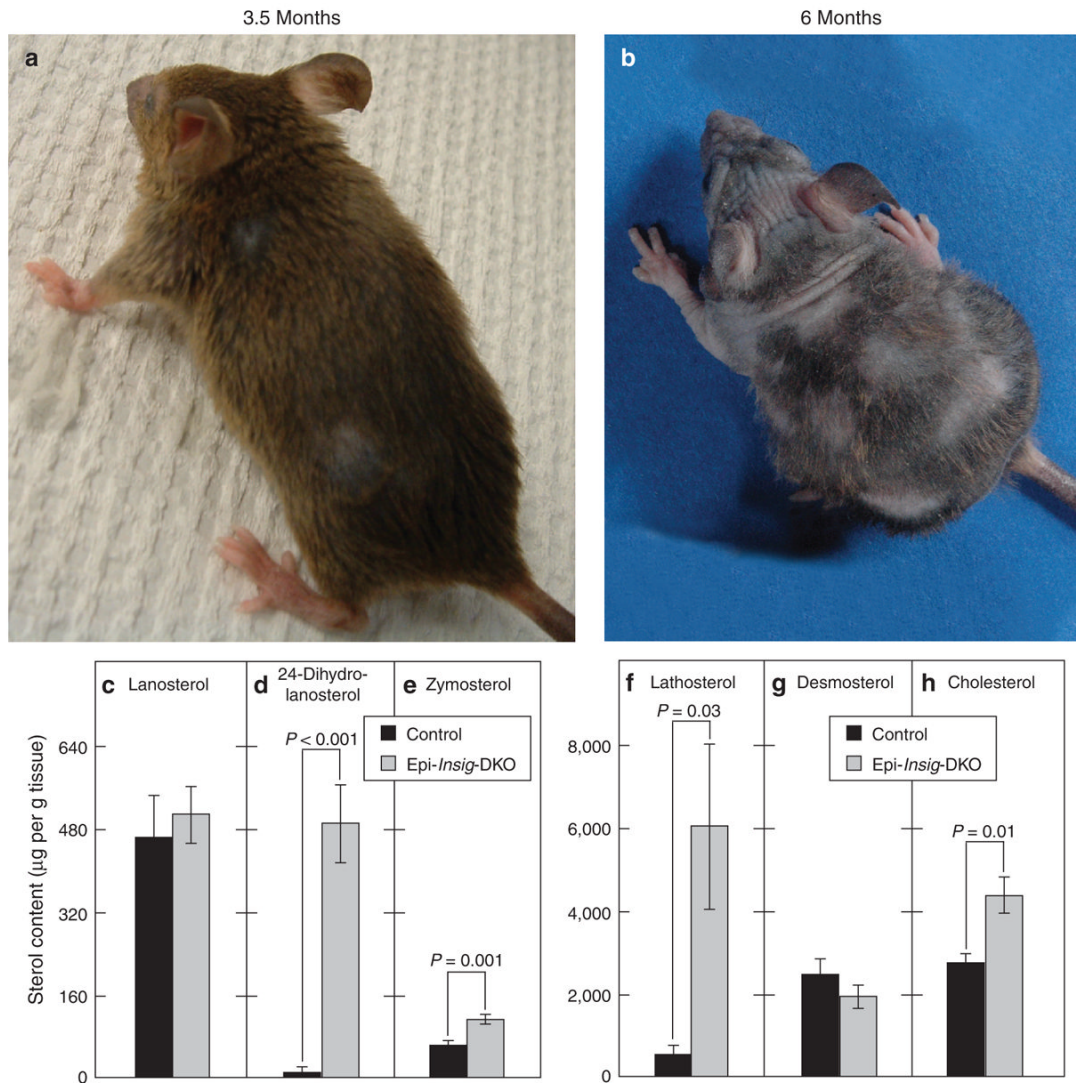 3.5 Months
6 Months
a
b
Sterol content (μg per g tissue)
640
480
320
160
0
c Lanosterol
d 24-Dihydro-
lanosterol
P < 0.001
e Zymosterol
P = 0.001
Control
Epi-Insig-DKO
8,000
6,000
4,000
2,000
0
f Lathosterol
P = 0.03
g Desmosterol
h Cholesterol
Control
Epi-Insig-DKO
P = 0.01